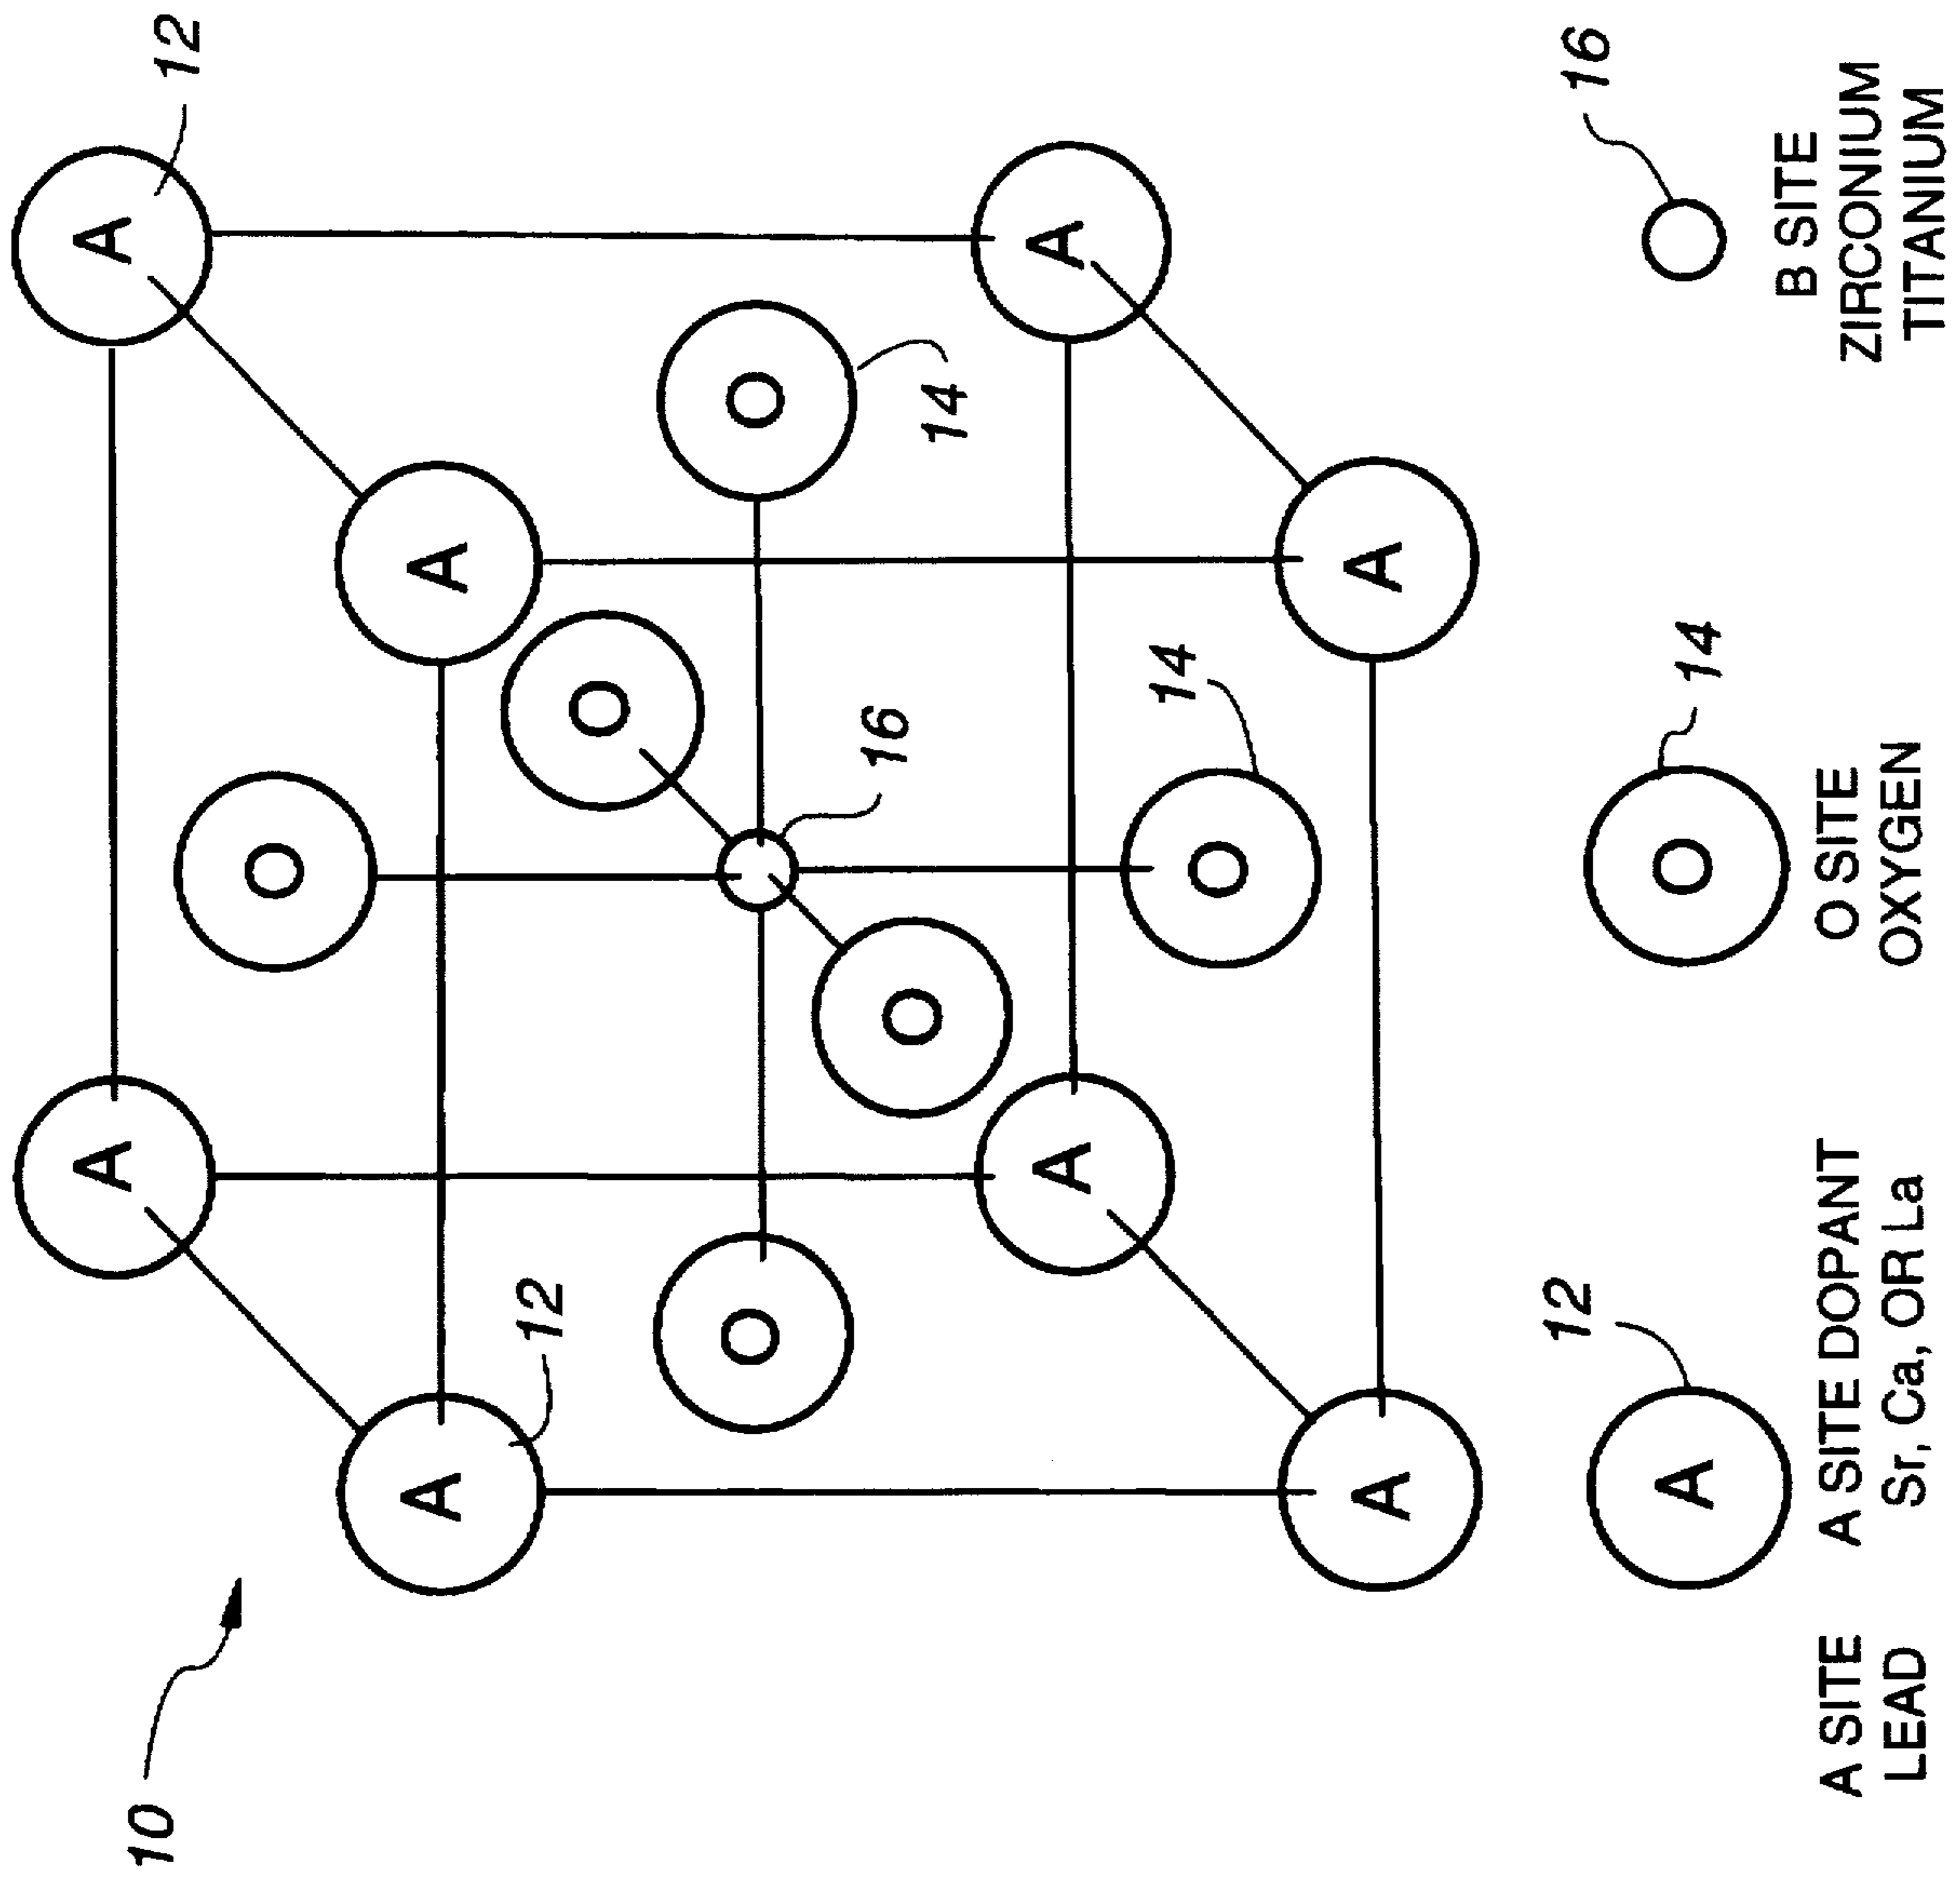 A
A
10
12
O
A
A
12
O
O
O
16
O
14
A
A
14
O
A
A
12
16
A
O
14
A SITE
LEAD
A SITE DOPANT
Sr, Ca, OR La
O SITE
OXYGEN
B SITE
ZIRCONIUM
TITANIUM